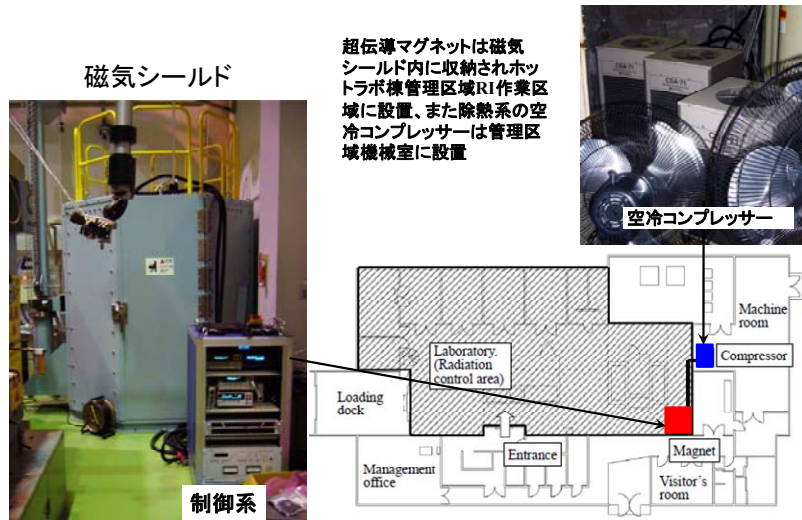 磁気シールド
超伝導マグネットは磁気
シールド内に収納されホッ
トラボ棟管理区域RI作業区
域に設置、また除熱系の空
冷コンプレッサーは管理区
域機械室に設置
CSA-71
空冷コンプレッサー
制御系
Machine
room
Laboratory.
(Radiation
control area)
Compressor
Loading
dock
Entrance
Magnet
Management
office
Visitor's
room